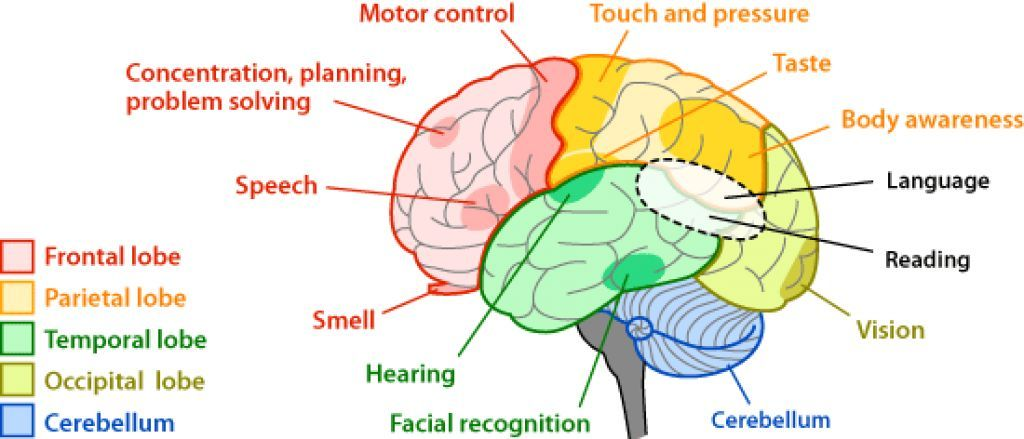 Motor control
Touch and pressure
Concentration, planning,
problem solving
Taste
Body awareness
Speech
Language
Reading
Frontal lobe
Parietal lobe
Temporal lobe
Occipital lobe
Cerebellum
Smell
Vision
Hearing
Facial recognition
Cerebellum